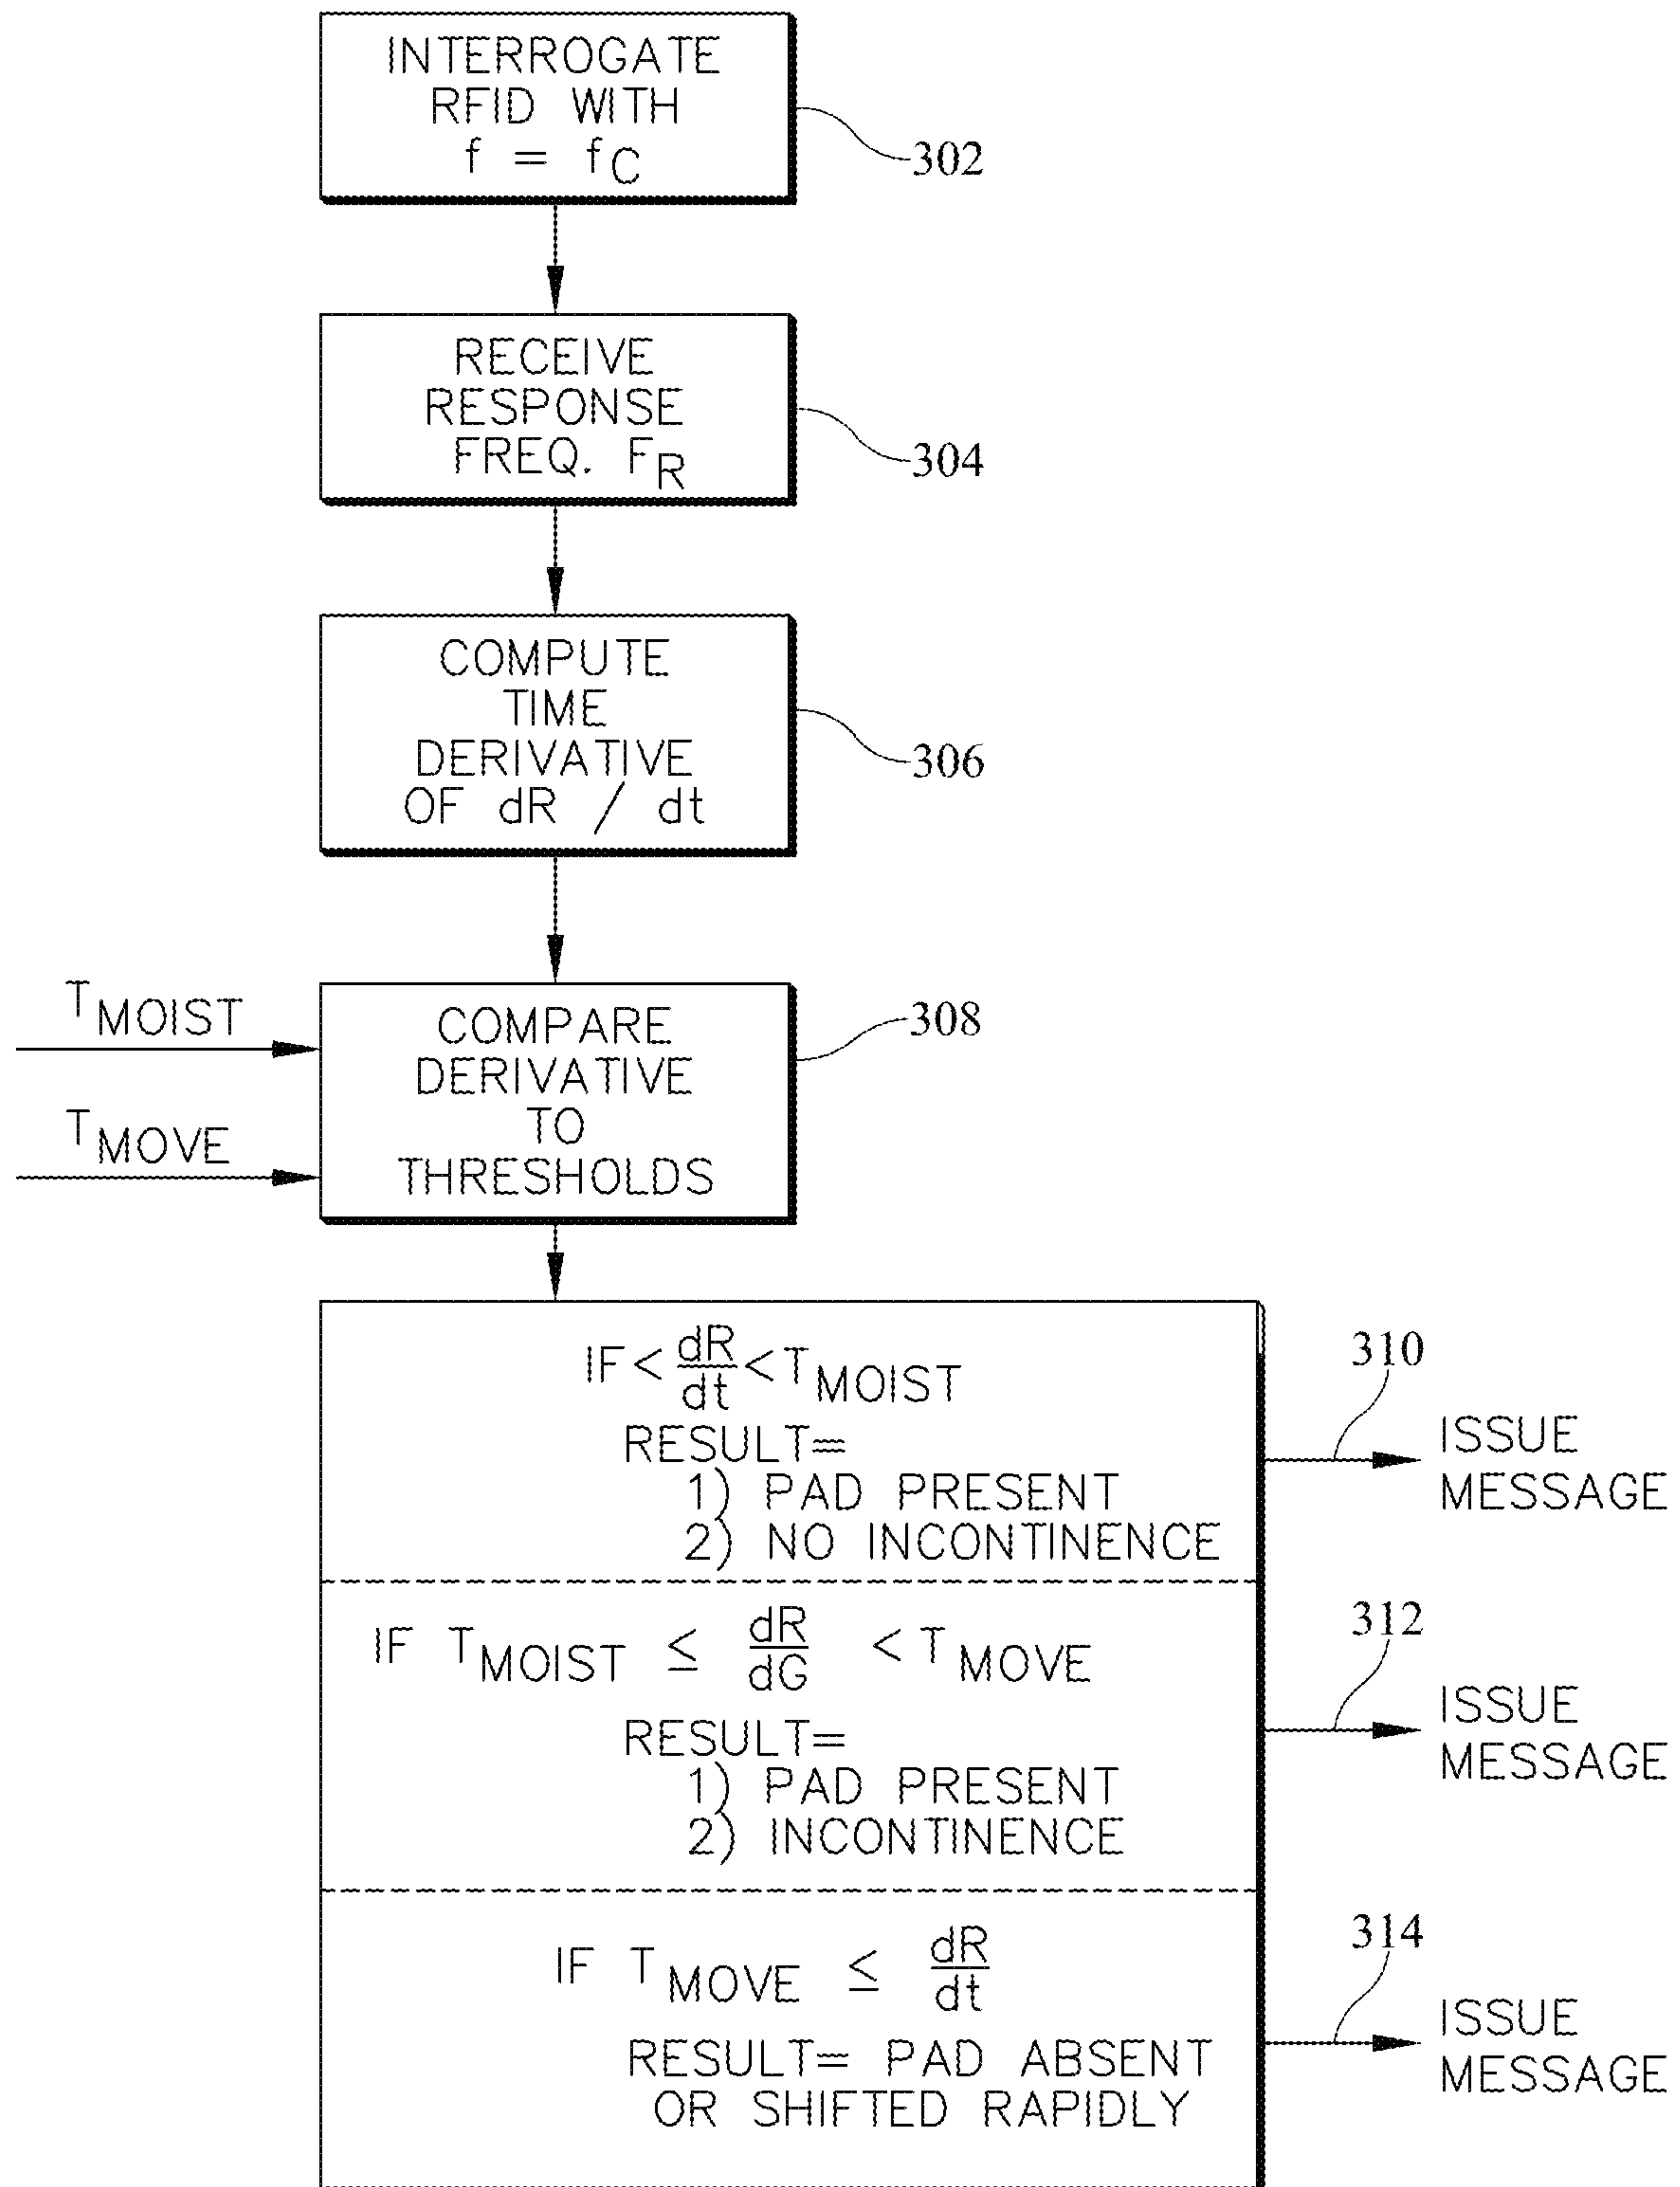 INTERROGATE
RFID WITH
f = fC
302
RECEIVE
RESPONSE
FREQ. FR
304
COMPUTE
TIME
DERIVATIVE
OF dR / dt
306
TMOIST
TMOVE
COMPARE
DERIVATIVE
TO
THRESHOLDS
308
IF < dR/dt < TMOIST
RESULT=
1) PAD PRESENT
2) NO INCONTINENCE
310
ISSUE
MESSAGE
IF TMOIST ≤ dR/dG < TMOVE
RESULT=
1) PAD PRESENT
2) INCONTINENCE
312
ISSUE
MESSAGE
IF TMOVE ≤ dR/dt
RESULT= PAD ABSENT
OR SHIFTED RAPIDLY
314
ISSUE
MESSAGE